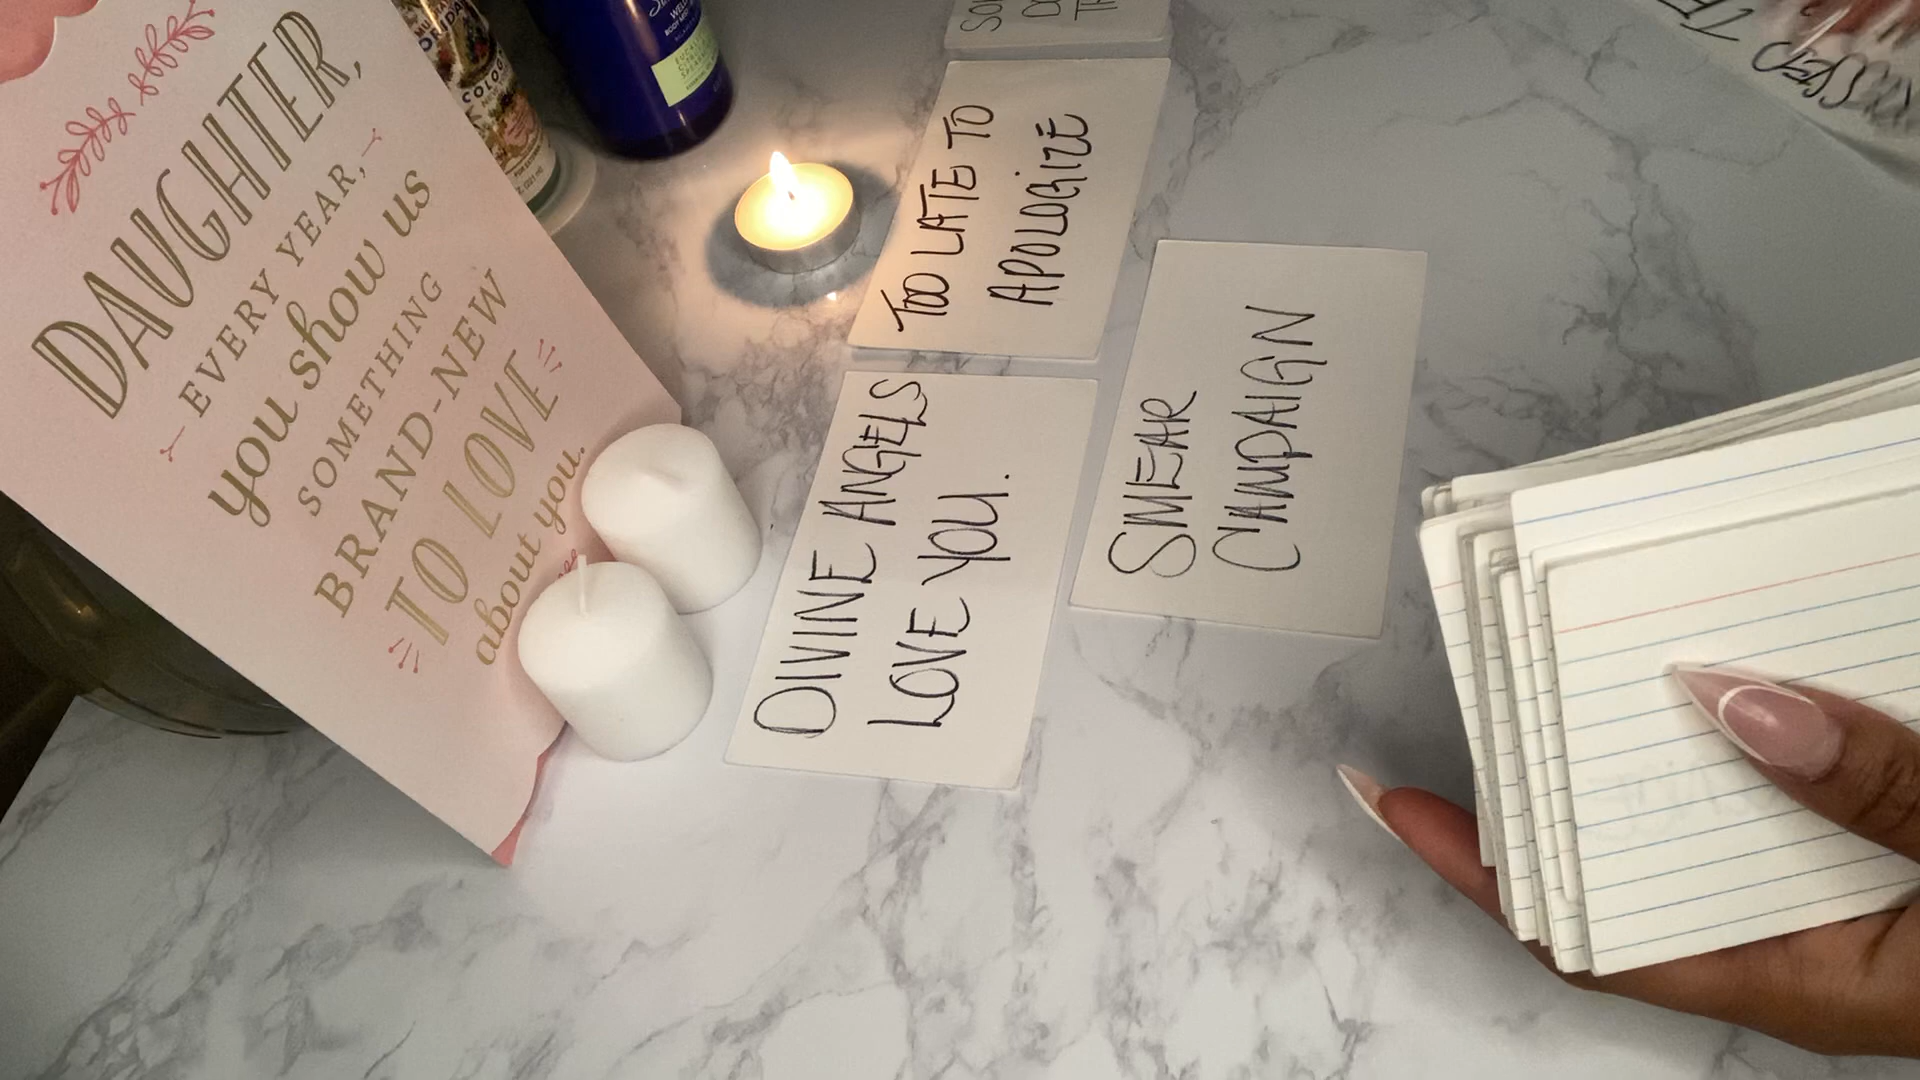 DAUGHTER,
EVERY YEAR,
you show us
SOMETHING
BRAND-NEW
TO LOVE
about you.
COLOG
TOO LATE TO
APOLOGIZE
DIVINE ANGELS
LOVE YOU.
SMEAR
CAMPAIGN